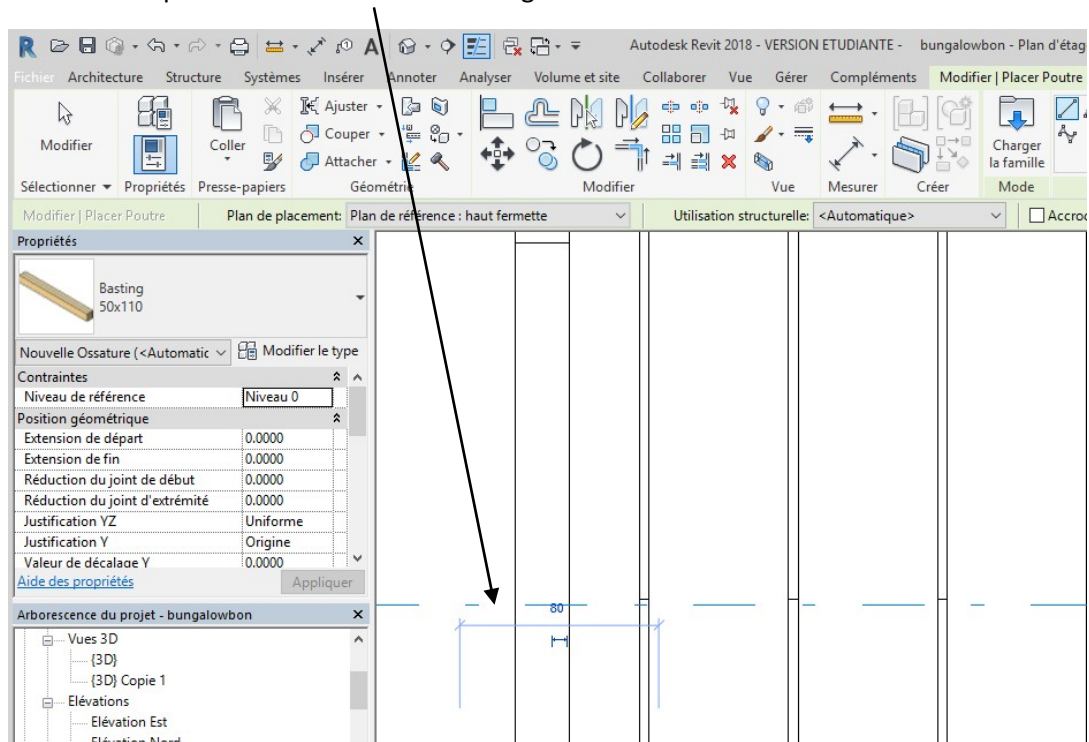 Autodesk Revit 2018 - VERSION ETUDIANTE - bungalowbon - Plan d'étag
Fichier Architecture Structure Systèmes Insérer Annoter Analyser Volume et site Collaborer Vue Gérer Compléments Modifier | Placer Poutre
Modifier
Coller
Ajuster
Couper
Attacher
Charger
la famille
Sélectionner Propriétés Presse-papiers Géométrie Modifier Vue Mesurer Créer Mode
Modifier | Placer Poutre Plan de placement: Plan de référence : haut fermette Utilisation structurelle: <Automatique> Accroc
Propriétés
Basting
50x110
Nouvelle Ossature (<Automatic Modifier le type
Contraintes
Niveau de référence Niveau 0
Position géométrique
Extension de départ 0.0000
Extension de fin 0.0000
Réduction du joint de début 0.0000
Réduction du joint d'extrémité 0.0000
Justification YZ Uniforme
Justification Y Origine
Valeur de décalage Y 0.0000
Aide des propriétés Appliquer
80
Arborescence du projet - bungalowbon
Vues 3D
{3D}
{3D} Copie 1
Elévations
Elévation Est
Elévation Nord